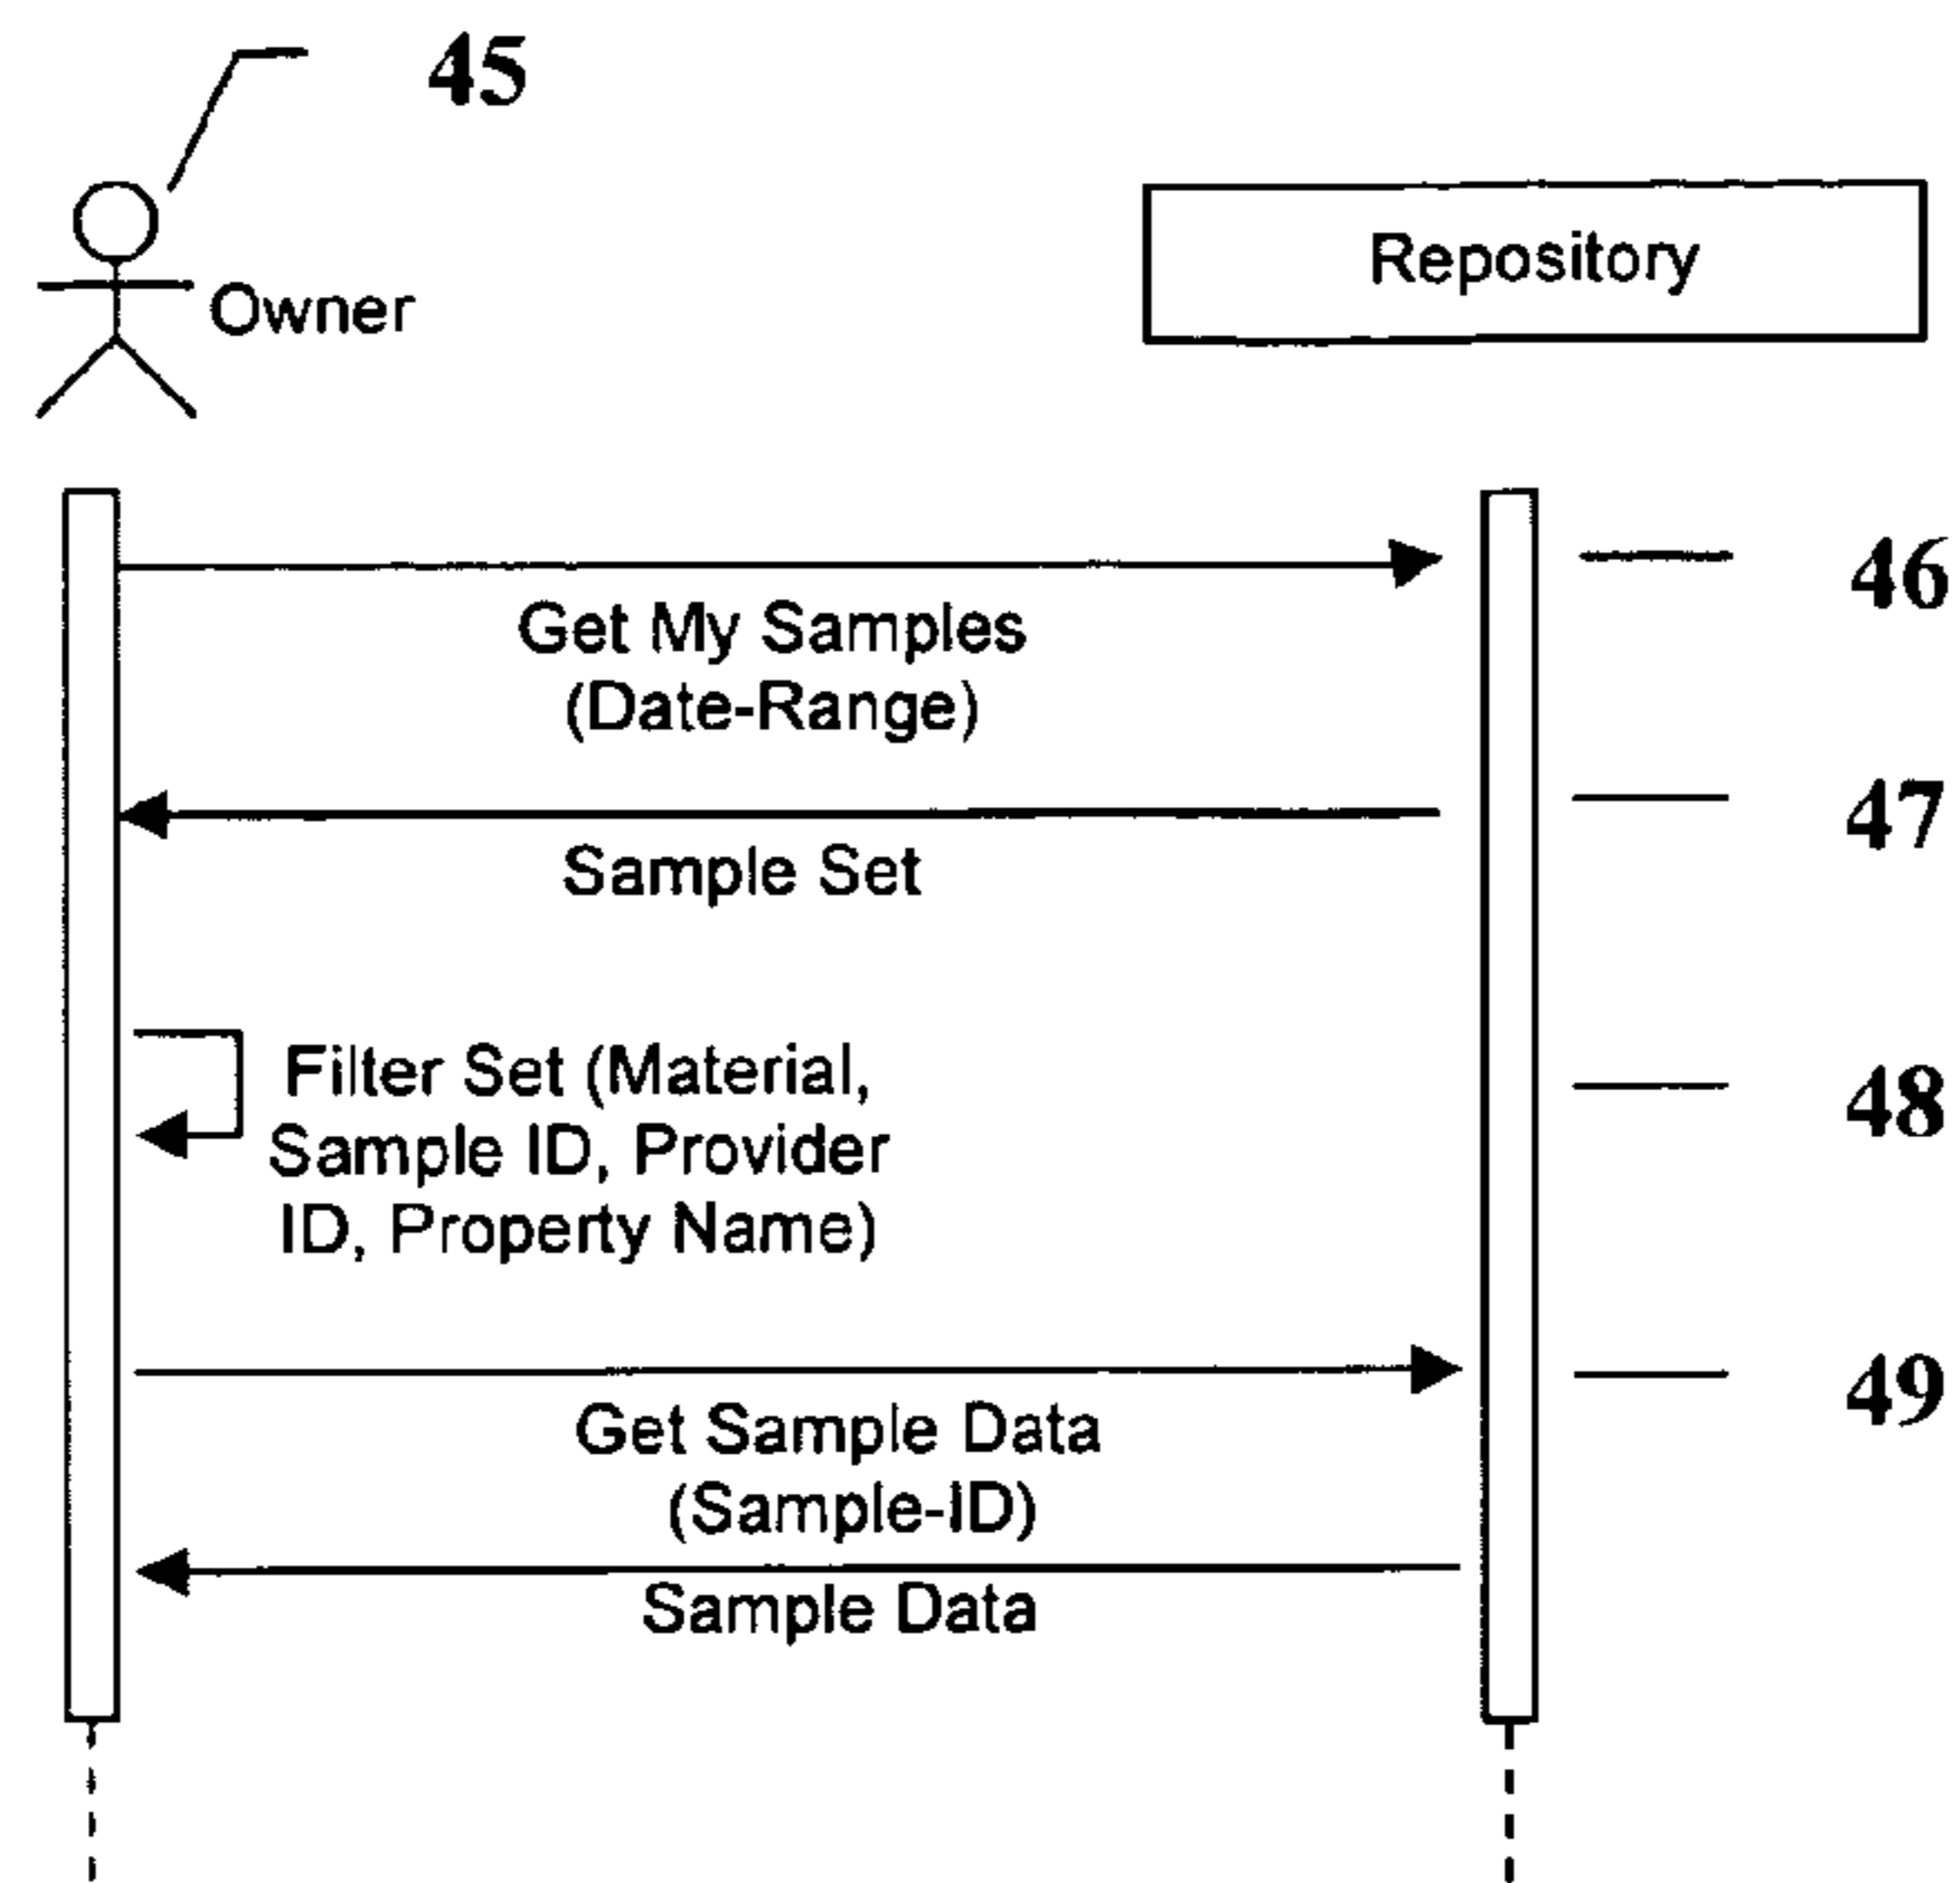 45
Owner
Repository
46
Get My Samples
(Date-Range)
47
Sample Set
48
Filter Set (Material,
Sample ID, Provider
ID, Property Name)
49
Get Sample Data
(Sample-ID)
Sample Data